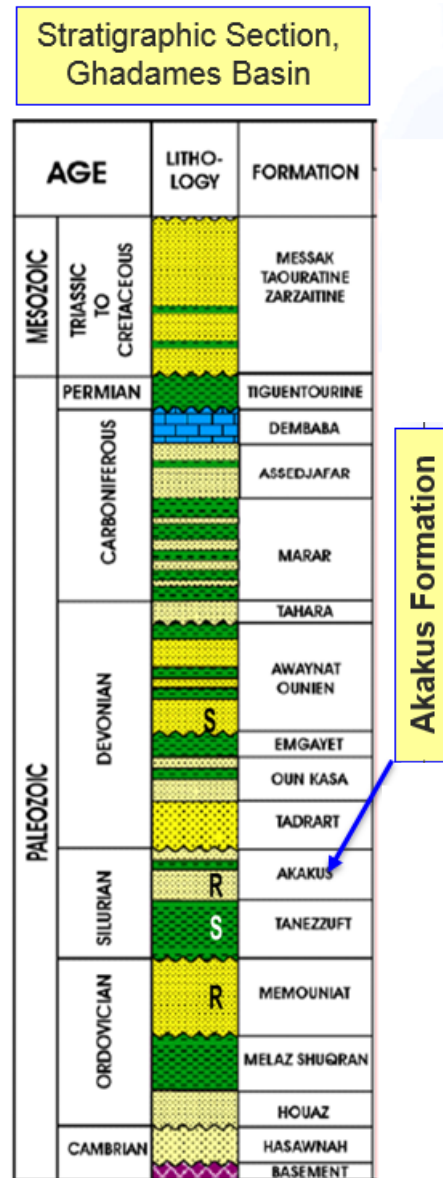 Stratigraphic Section,
Ghadames Basin
AGE
LITHO-
LOGY
FORMATION
MESOZOIC
TRIASSIC
TO
CRETACEOUS
MESSAK
TAOURATINE
ZARZAITINE
PALEOZOIC
PERMIAN
TIGUENTOURINE
CARBONIFEROUS
DEMBABA
ASSEDJAFAR
MARAR
DEVONIAN
TAHARA
AWAYNAT
OUNIEN
S
EMGAYET
OUN KASA
TADRART
SILURIAN
AKAKUS
R
TANEZZUFT
S
ORDOVICIAN
MEMOUNIAT
R
MELAZ SHUQRAN
HOUAZ
CAMBRIAN
HASAWNAH
BASEMENT
Akakus Formation